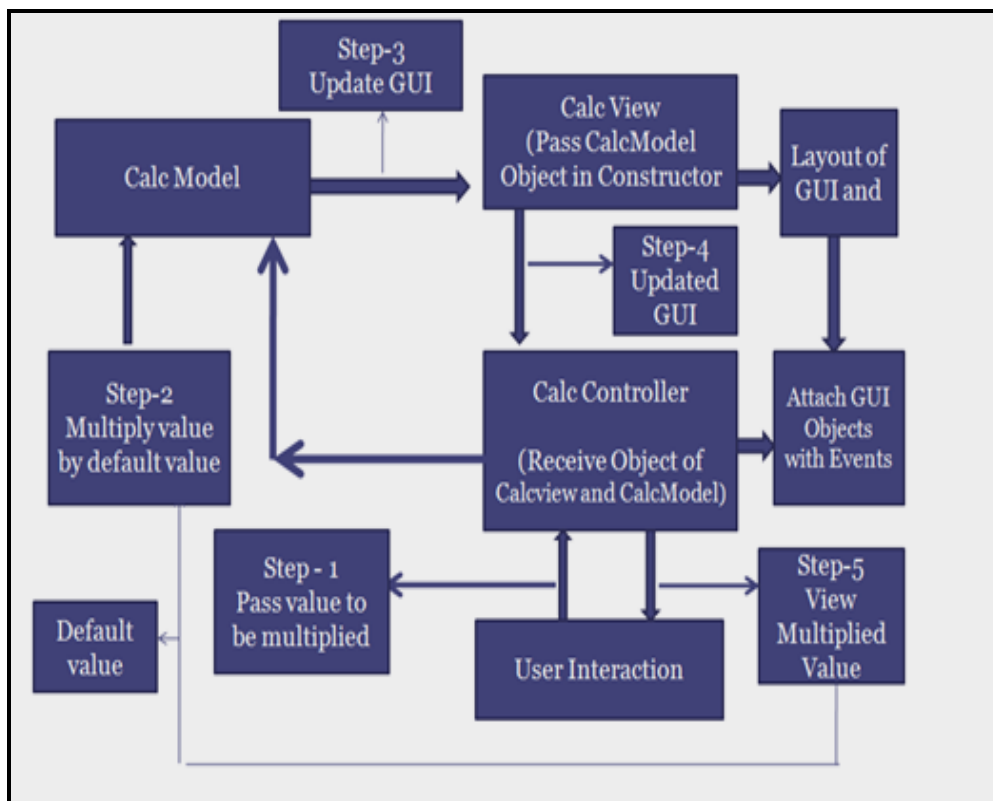 Step-3
Update GUI
Calc Model
Calc View
(Pass CalcModel
Object in Constructor
Layout of
GUI and
Step-4
Updated
GUI
Step-2
Multiply value
by default value
Calc Controller
(Receive Object of
Calcview and CalcModel)
Attach GUI
Objects
with Events
Step - 1
Pass value to
be multiplied
Step-5
View
Multiplied
Value
Default
value
User Interaction